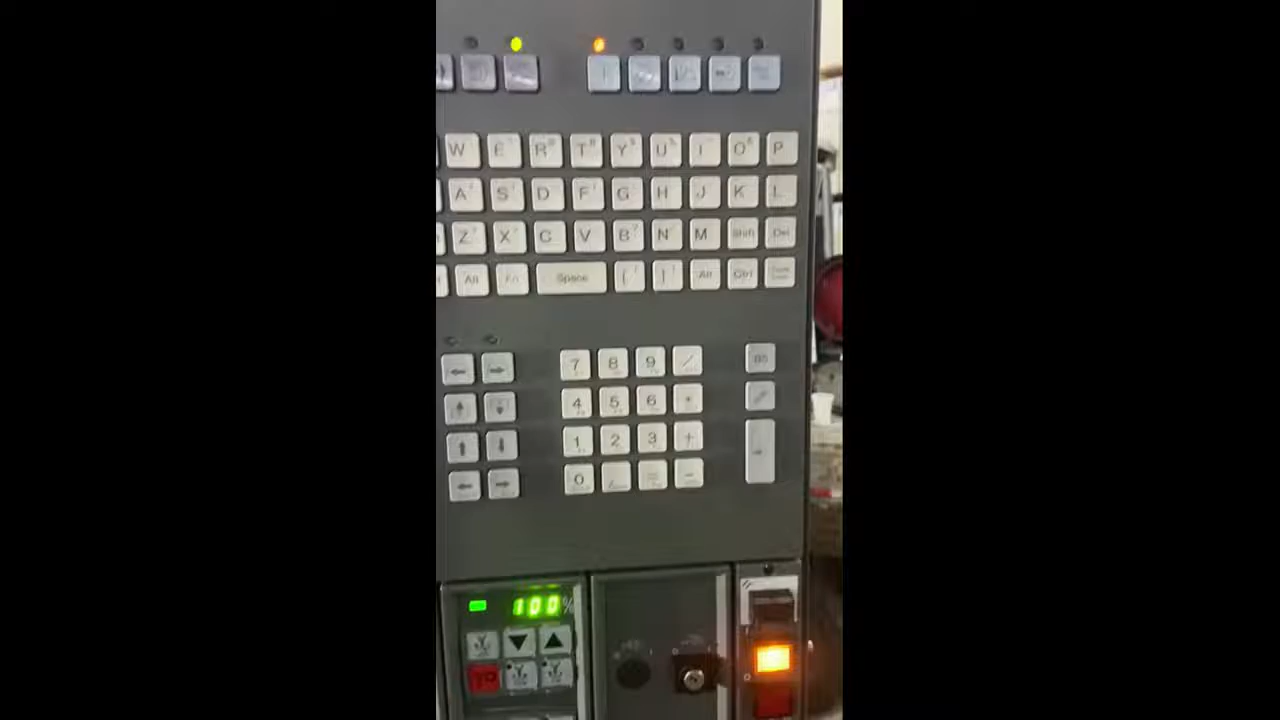 W E R T Y U I O P
A S D F G H J K L
Z X C V B N M Shift Del
Alt Fn Space [ ] Alt Ctrl
7 8 9 /
4 5 6 *
1 2 3 +
0 -
100%